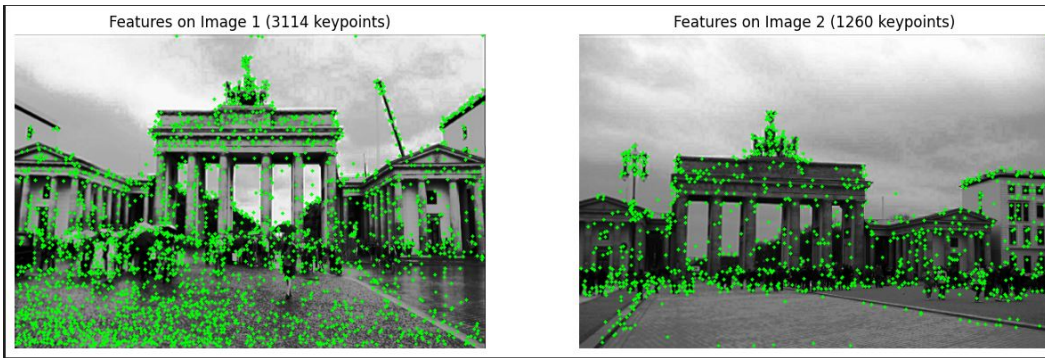 Features on Image 1 (3114 keypoints)
Features on Image 2 (1260 keypoints)